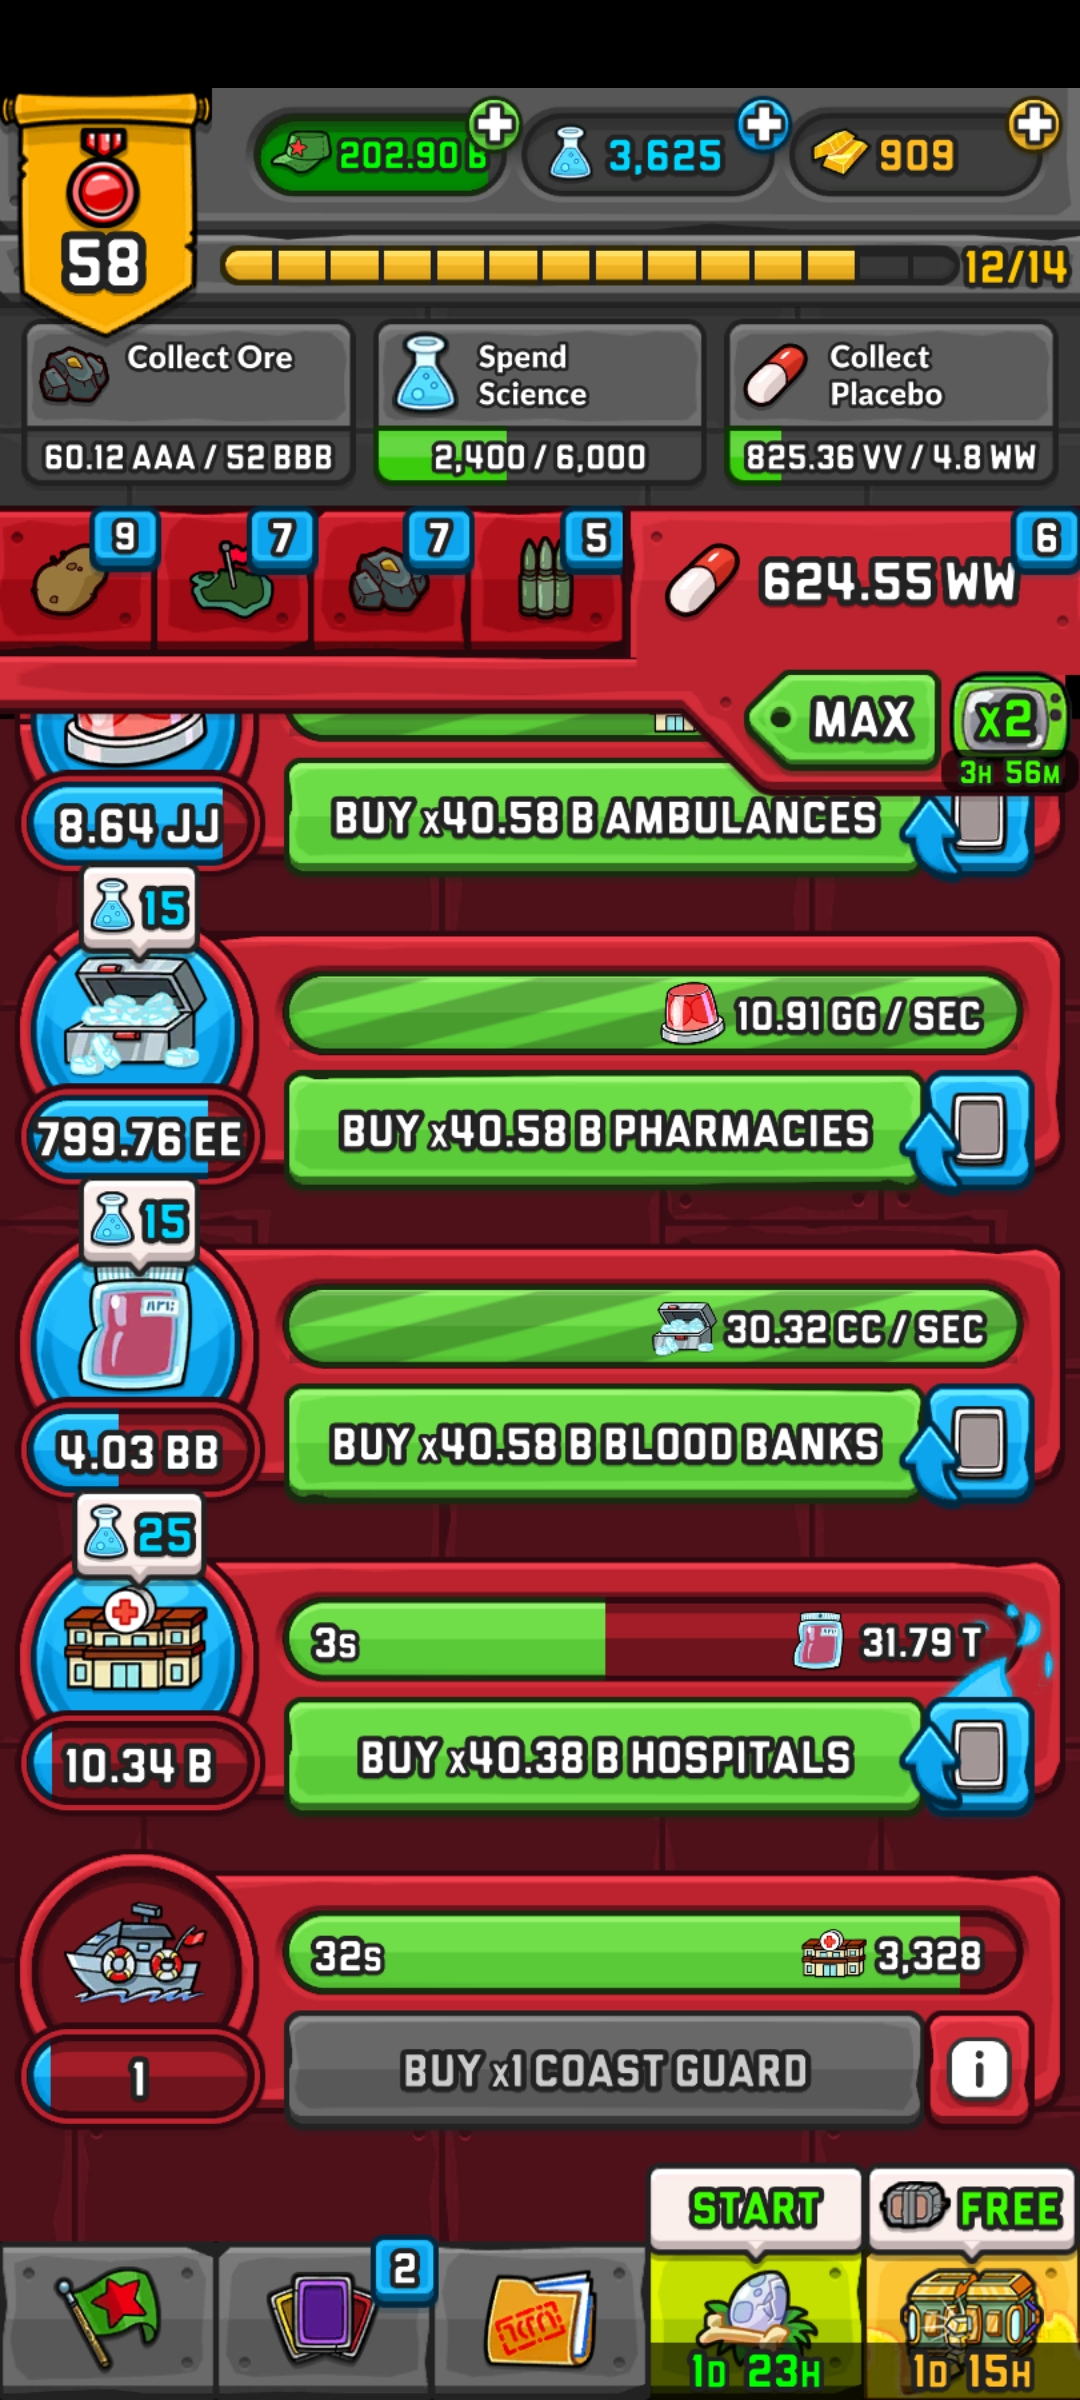 58
202.90 B
3,625
909
12/14
Collect Ore
60.12 AAA / 52 BBB
Spend
Science
2,400 / 6,000
Collect
Placebo
825.36 VV / 4.8 WW
9
7
7
5
6
624.55 WW
MAX
x2
3H 56M
8.64 JJ
BUY x40.58 B AMBULANCES
15
10.91 GG / SEC
799.76 EE
BUY x40.58 B PHARMACIES
15
30.32 CC / SEC
4.03 BB
BUY x40.58 B BLOOD BANKS
25
3s
31.79 T
10.34 B
BUY x40.38 B HOSPITALS
32s
3,328
1
BUY x1 COAST GUARD
i
START
FREE
2
1D 23H
1D 15H